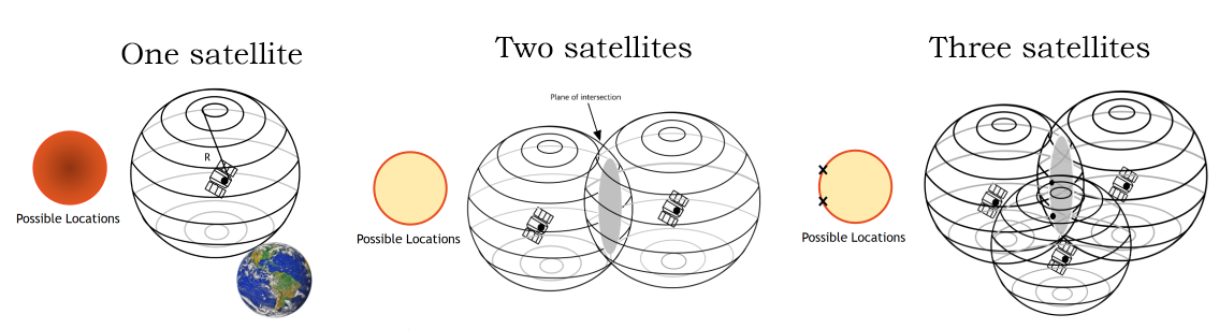 One satellite
R
Possible Locations
Two satellites
Plane of intersection
Possible Locations
Three satellites
Possible Locations